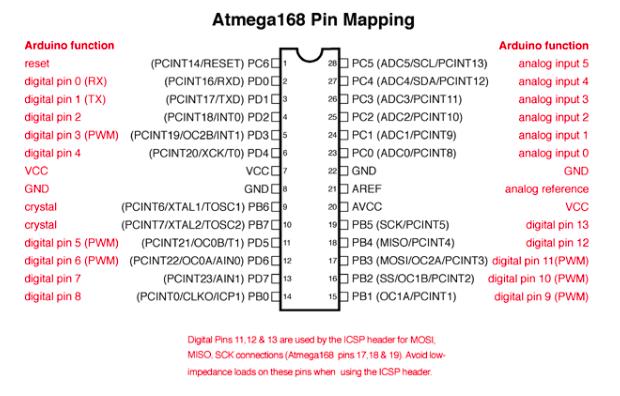 Atmega168 Pin Mapping
Arduino function Arduino function
reset (PCINT14/RESET) PC6 1 28 PC5 (ADC5/SCL/PCINT13) analog input 5
digital pin 0 (RX) (PCINT16/RXD) PD0 2 27 PC4 (ADC4/SDA/PCINT12) analog input 4
digital pin 1 (TX) (PCINT17/TXD) PD1 3 26 PC3 (ADC3/PCINT11) analog input 3
digital pin 2 (PCINT18/INT0) PD2 4 25 PC2 (ADC2/PCINT10) analog input 2
digital pin 3 (PWM) (PCINT19/OC2B/INT1) PD3 5 24 PC1 (ADC1/PCINT9) analog input 1
digital pin 4 (PCINT20/XCK/T0) PD4 6 23 PC0 (ADC0/PCINT8) analog input 0
VCC VCC 7 22 GND GND
GND GND 8 21 AREF analog reference
crystal (PCINT6/XTAL1/TOSC1) PB6 9 20 AVCC VCC
crystal (PCINT7/XTAL2/TOSC2) PB7 10 19 PB5 (SCK/PCINT5) digital pin 13
digital pin 5 (PWM) (PCINT21/OC0B/T1) PD5 11 18 PB4 (MISO/PCINT4) digital pin 12
digital pin 6 (PWM) (PCINT22/OC0A/AIN0) PD6 12 17 PB3 (MOSI/OC2A/PCINT3) digital pin 11(PWM)
digital pin 7 (PCINT23/AIN1) PD7 13 16 PB2 (SS/OC1B/PCINT2) digital pin 10 (PWM)
digital pin 8 (PCINT0/CLKO/ICP1) PB0 14 15 PB1 (OC1A/PCINT1) digital pin 9 (PWM)
Digital Pins 11,12 & 13 are used by the ICSP header for MOSI,
MISO, SCK connections (Atmega168 pins 17,18 & 19). Avoid low-
impedance loads on these pins when using the ICSP header.